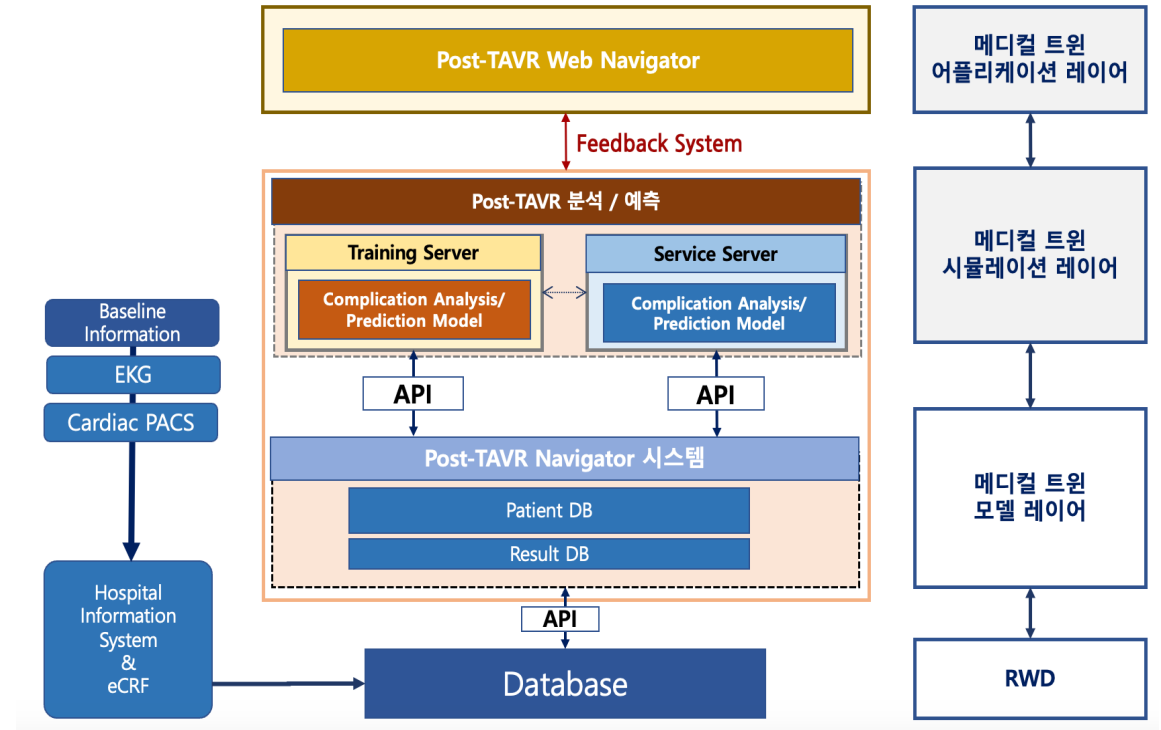 Post-TAVR Web Navigator
Feedback System
Post-TAVR 분석 / 예측
Training Server
Complication Analysis/
Prediction Model
Service Server
Complication Analysis/
Prediction Model
API
API
Post-TAVR Navigator 시스템
Patient DB
Result DB
API
Database
Baseline
Information
EKG
Cardiac PACS
Hospital
Information
System
&
eCRF
메디컬 트윈
어플리케이션 레이어
메디컬 트윈
시뮬레이션 레이어
메디컬 트윈
모델 레이어
RWD